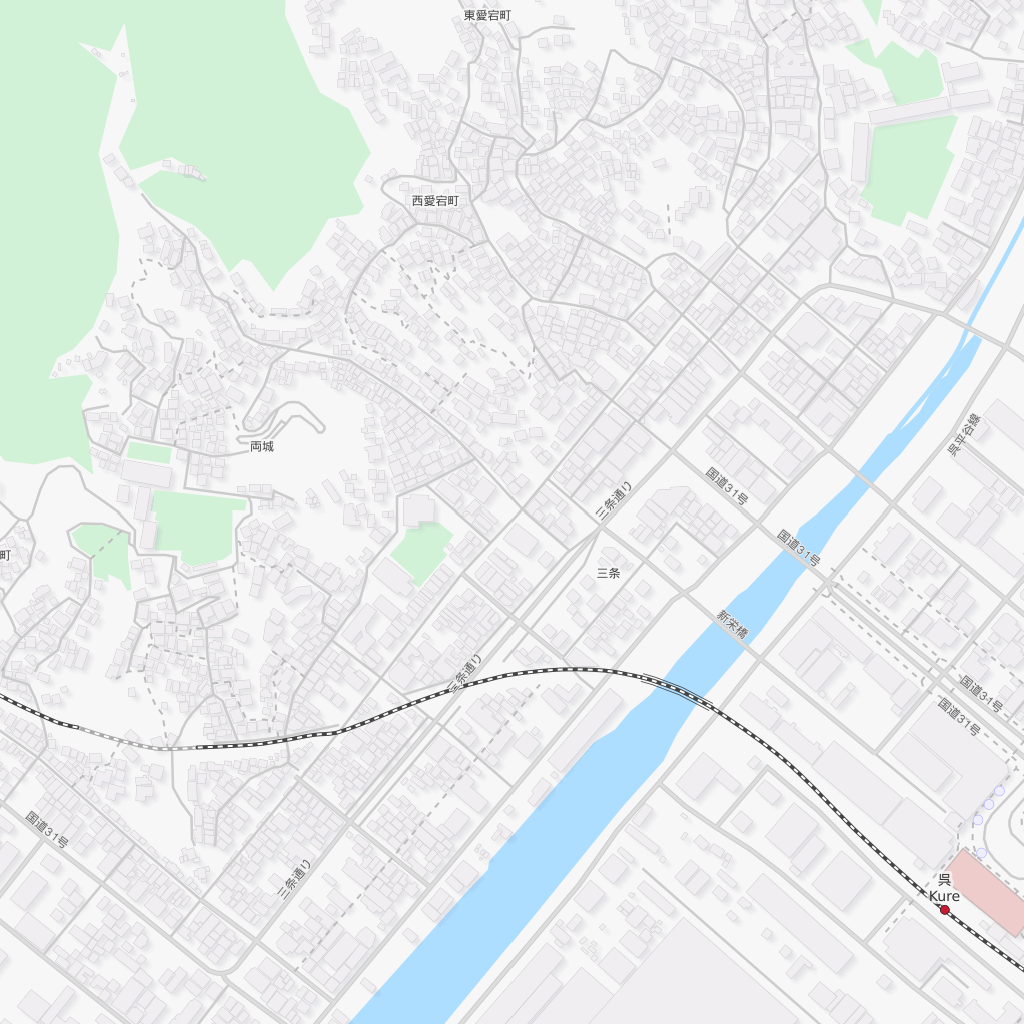 東愛宕町
西愛宕町
呉平谷線
両城
国道31号
三条通り
国道31号
町
三条
新栄橋
三条通り
国道31号
国道31号
国道31号
三条通り
呉
Kure